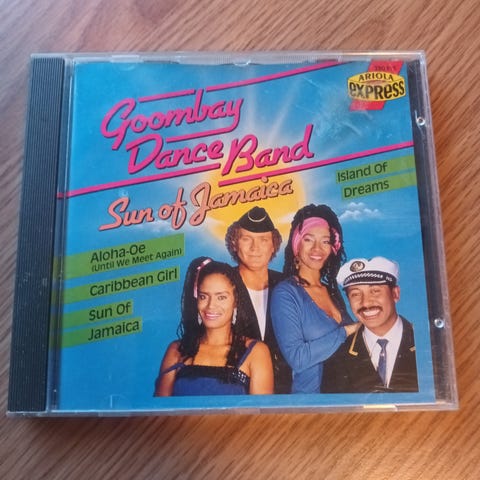 Goombay
Dance Band
Sun of Jamaica
ARIOLA
EXPRESS
Island Of
Dreams
Aloha-Oe
(Until We Meet Again)
Caribbean Girl
Sun Of
Jamaica